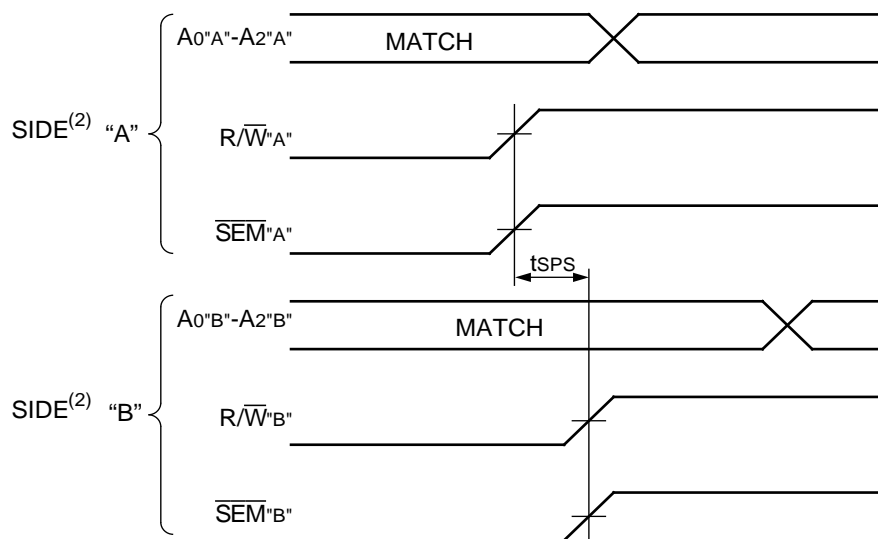 A0"A"-A2"A"
MATCH
SIDE(2) “A”
R/W"A"
SEM"A"
tSPS
A0"B"-A2"B"
MATCH
SIDE(2) “B”
R/W"B"
SEM"B"